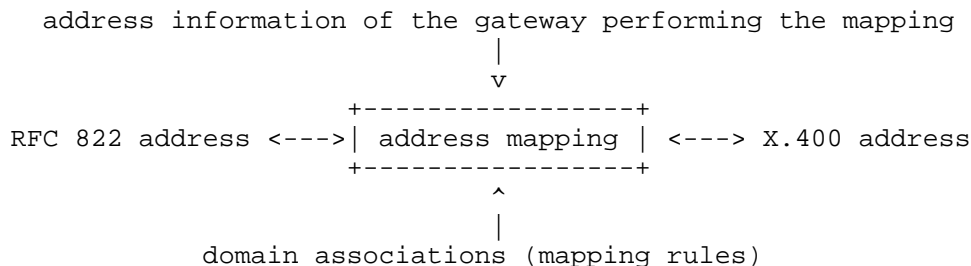 address information of the gateway performing the mapping
|
v
+-----------------+
RFC 822 address <--->| address mapping | <---> X.400 address
+-----------------+
^
|
domain associations (mapping rules)